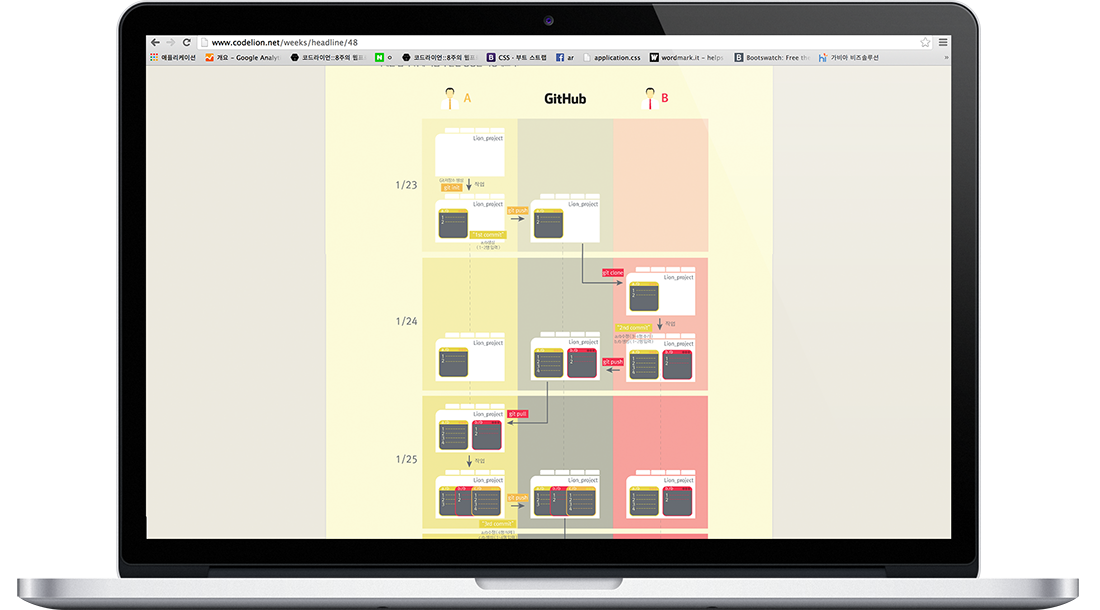 www.codelion.net/weeks/headline/48
애플리케이션 개요 - Google Analy 코드라이언::8주의 웹프 o 코드라이언::8주의 웹프 CSS · 부트 스트랩 ar application.css wordmark.it - helps Bootswatch: Free the 가비아 비즈솔루션 »
A GitHub B
Lion_project
1/23
git init 작업
Lion_project git push Lion_project
"1st commit"
git clone
Lion_project
1/24
"2nd commit" 작업
Lion_project Lion_project Lion_project
git push
Lion_project git pull
1/25
작업
Lion_project Lion_project Lion_project
git push
"3rd commit"